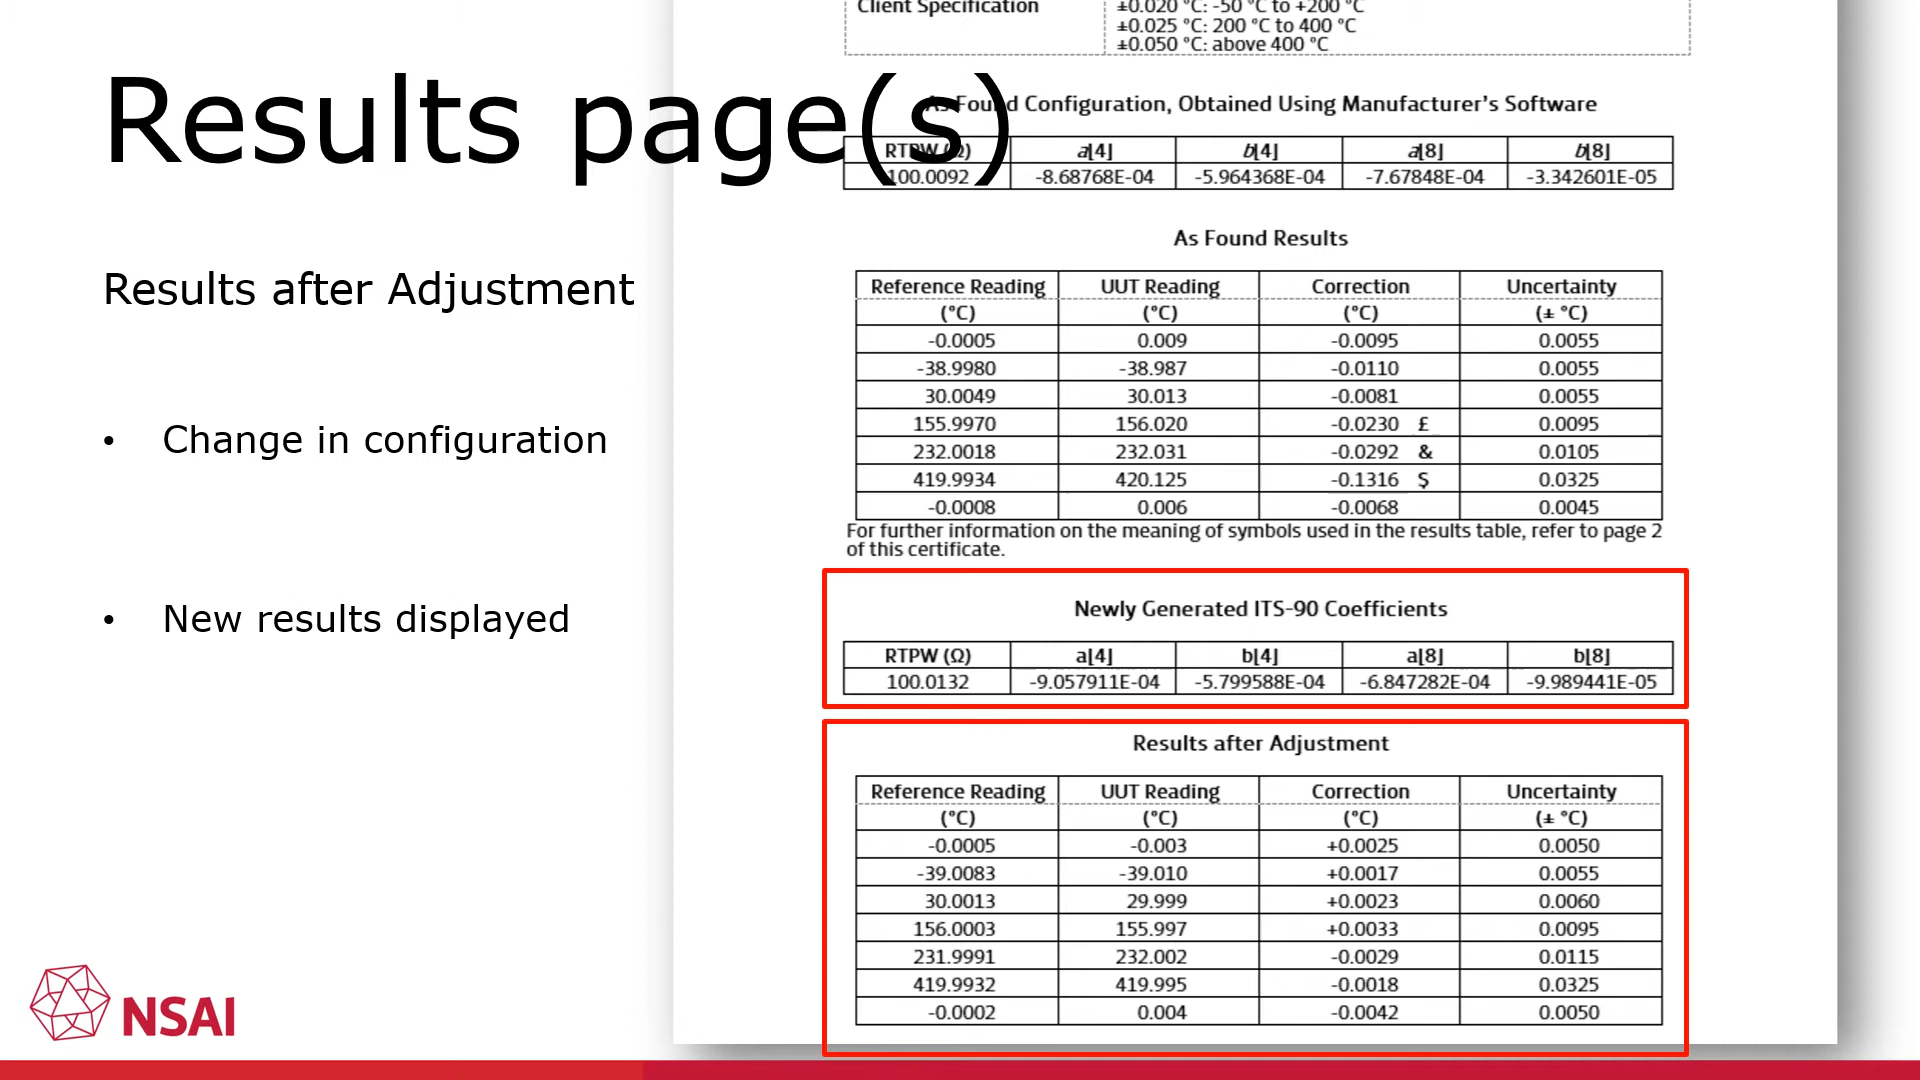 Results page(s)
Results after Adjustment
• Change in configuration
• New results displayed
NSAI
Client Specification
±0.020 °C: -50 °C to +200 °C
±0.025 °C: 200 °C to 400 °C
±0.050 °C: above 400 °C
As Found Configuration, Obtained Using Manufacturer's Software
RTPW (Ω) a[4] b[4] a[8] b[8]
100.0092 -8.68768E-04 -5.964368E-04 -7.67848E-04 -3.342601E-05
As Found Results
Reference Reading UUT Reading Correction Uncertainty
(°C) (°C) (°C) (± °C)
-0.0005 0.009 -0.0095 0.0055
-38.9980 -38.987 -0.0110 0.0055
30.0049 30.013 -0.0081 0.0055
155.9970 156.020 -0.0230 £ 0.0095
232.0018 232.031 -0.0292 & 0.0105
419.9934 420.125 -0.1316 $ 0.0325
-0.0008 0.006 -0.0068 0.0045
For further information on the meaning of symbols used in the results table, refer to page 2
of this certificate.
Newly Generated ITS-90 Coefficients
RTPW (Ω) a[4] b[4] a[8] b[8]
100.0132 -9.057911E-04 -5.799588E-04 -6.847282E-04 -9.989441E-05
Results after Adjustment
Reference Reading UUT Reading Correction Uncertainty
(°C) (°C) (°C) (± °C)
-0.0005 -0.003 +0.0025 0.0050
-39.0083 -39.010 +0.0017 0.0055
30.0013 29.999 +0.0023 0.0060
156.0003 155.997 +0.0033 0.0095
231.9991 232.002 -0.0029 0.0115
419.9932 419.995 -0.0018 0.0325
-0.0002 0.004 -0.0042 0.0050